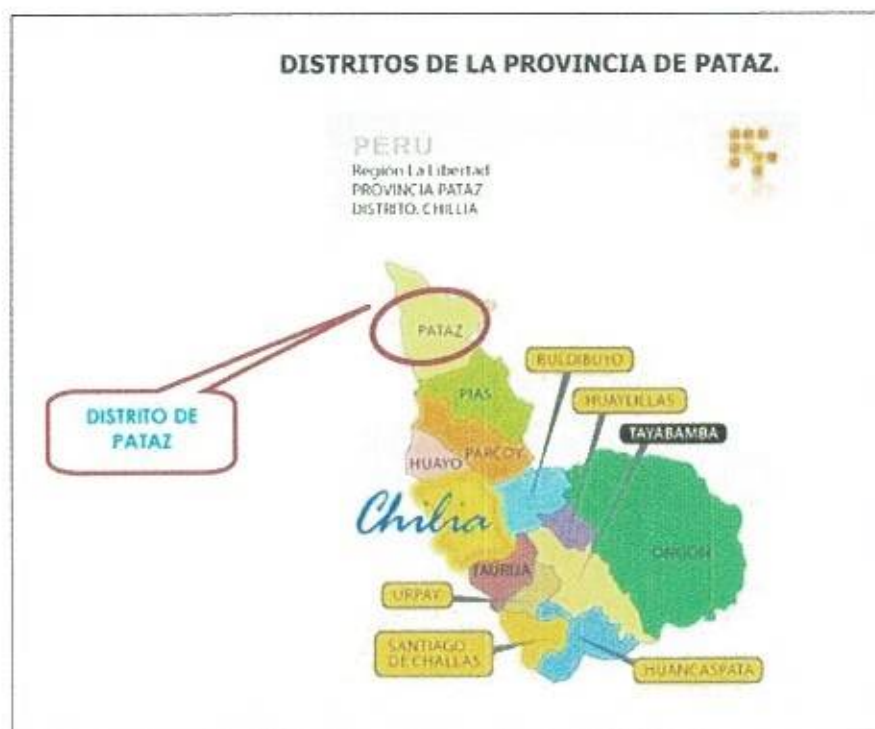 DISTRITOS DE LA PROVINCIA DE PATAZ.
PERU
Región La Libertad
PROVINCIA PATAZ
DISTRITO. CHILLIA
PATAZ
DISTRITO DE
PATAZ
BULDIBUYO
PIAS
HUAYLILLAS
TAYABAMBA
PARCOY
HUAYO
Chilia
ONGON
TAURIJA
URPAY
SANTIAGO
DE CHALLAS
HUANCASPATA